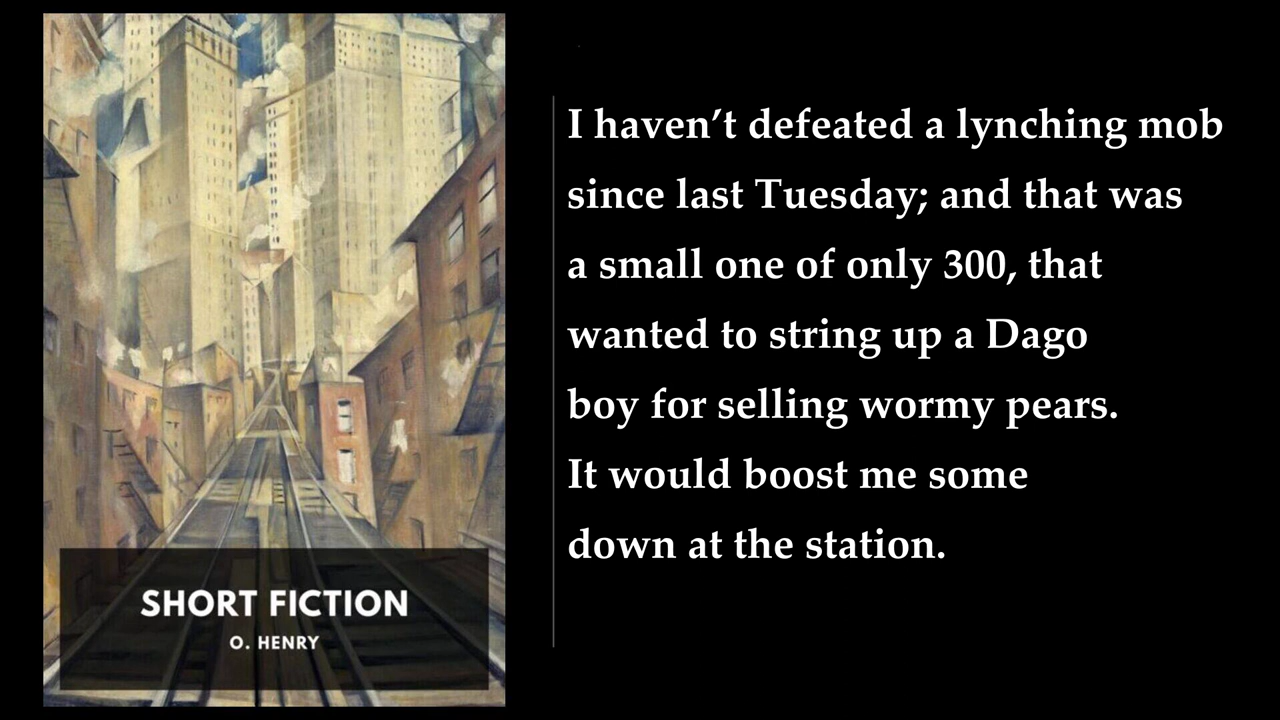 I haven’t defeated a lynching mob
since last Tuesday; and that was
a small one of only 300, that
wanted to string up a Dago
boy for selling wormy pears.
It would boost me some
down at the station.
SHORT FICTION
O. HENRY